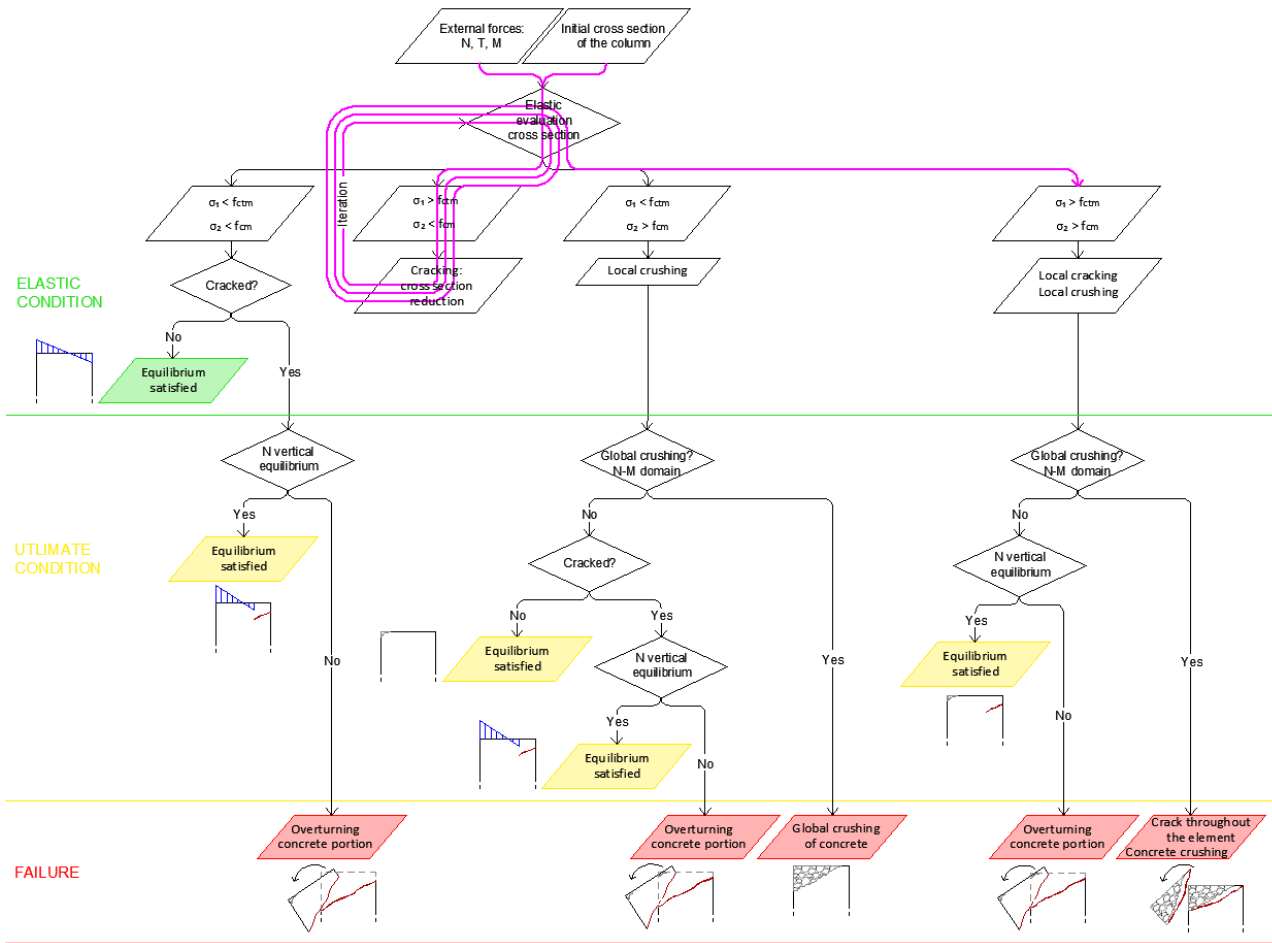 External forces:
N, T, M
Initial cross section
of the column
Elastic
evaluation
cross section
Iteration
σ₁ < fctm
σ₂ < fcm
σ₁ > fctm
σ₂ < fcm
σ₁ < fctm
σ₂ > fcm
σ₁ > fctm
σ₂ > fcm
Cracked?
Cracking:
cross section
reduction
Local crushing
Local cracking
Local crushing
ELASTIC
CONDITION
No
Yes
Equilibrium
satisfied
N vertical
equilibrium
Global crushing?
N-M domain
Global crushing?
N-M domain
Yes
No
No
UTLIMATE
CONDITION
Equilibrium
satisfied
Cracked?
N vertical
equilibrium
No
Yes
Yes
No
Equilibrium
satisfied
N vertical
equilibrium
Yes
Equilibrium
satisfied
Yes
Yes
No
No
Equilibrium
satisfied
FAILURE
Overturning
concrete portion
Overturning
concrete portion
Global crushing
of concrete
Overturning
concrete portion
Crack throughout
the element
Concrete crushing